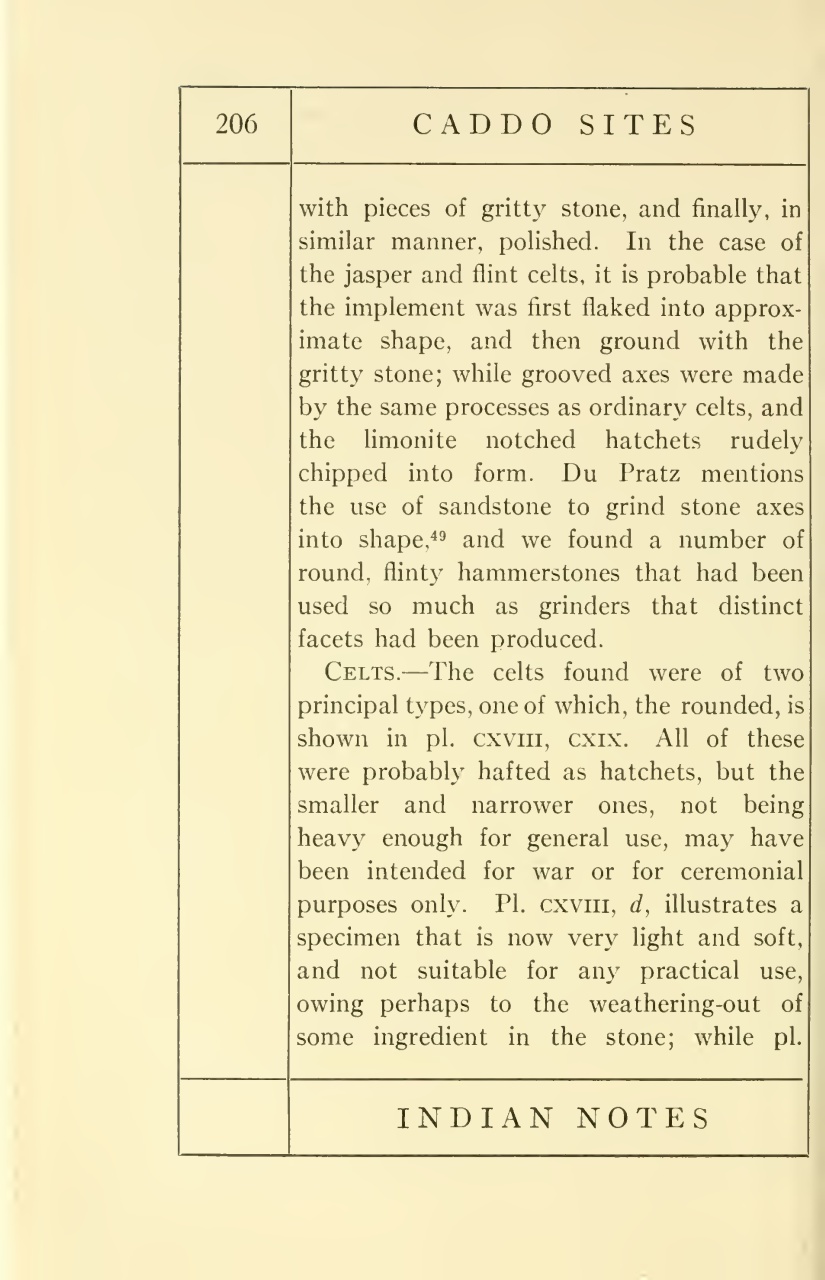 206
CADDO SITES
with pieces of gritty stone, and finally, in
similar manner, polished. In the case of
the jasper and flint celts, it is probable that
the implement was first flaked into approx-
imate shape, and then ground with the
gritty stone; while grooved axes were made
by the same processes as ordinary celts, and
the limonite notched hatchets rudely
chipped into form. Du Pratz mentions
the use of sandstone to grind stone axes
into shape,⁴⁹ and we found a number of
round, flinty hammerstones that had been
used so much as grinders that distinct
facets had been produced.
CELTS.—The celts found were of two
principal types, one of which, the rounded, is
shown in pl. CXVIII, CXIX. All of these
were probably hafted as hatchets, but the
smaller and narrower ones, not being
heavy enough for general use, may have
been intended for war or for ceremonial
purposes only. Pl. CXVIII, d, illustrates a
specimen that is now very light and soft,
and not suitable for any practical use,
owing perhaps to the weathering-out of
some ingredient in the stone; while pl.
INDIAN NOTES